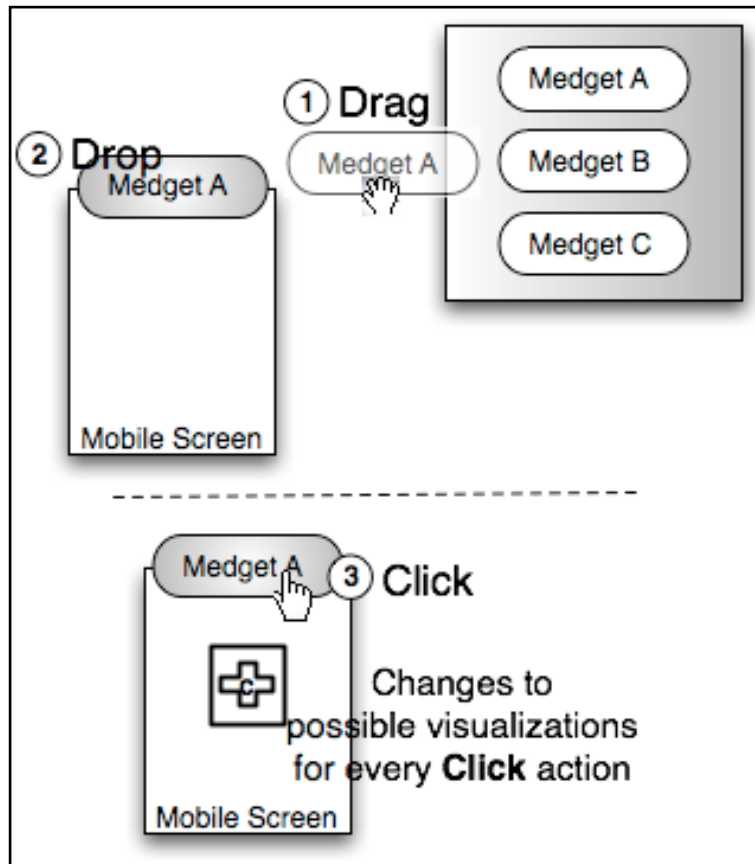 1 Drag
Medget A
Medget A
Medget B
Medget C
2 Drop
Medget A
Mobile Screen
Medget A
3 Click
C
Changes to
possible visualizations
for every Click action
Mobile Screen